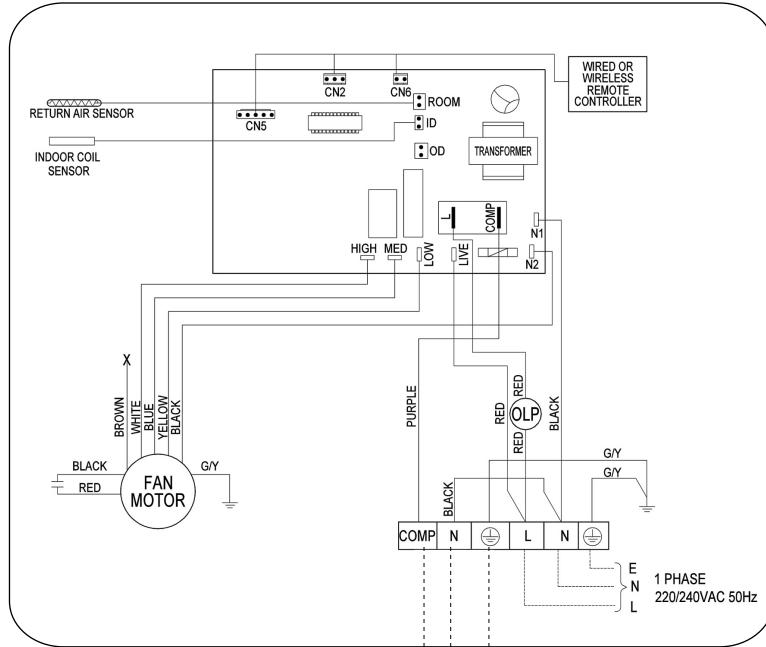 WIRED OR
WIRELESS
REMOTE
CONTROLLER
CN2
CN6
ROOM
RETURN AIR SENSOR
CN5
ID
INDOOR COIL
SENSOR
OD
TRANSFORMER
L
COMP
N1
HIGH
MED
LOW
LIVE
N2
X
BROWN
WHITE
BLUE
YELLOW
BLACK
PURPLE
RED
RED
OLP
RED
BLACK
BLACK
RED
FAN
MOTOR
G/Y
BLACK
G/Y
G/Y
COMP
N
L
N
E
N
L
1 PHASE
220/240VAC 50Hz